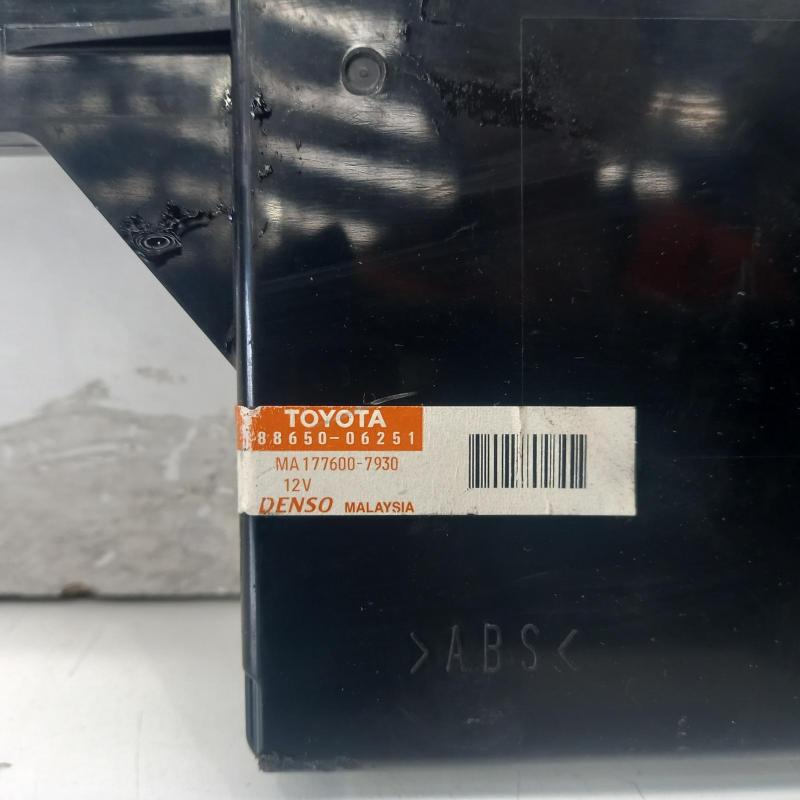 TOYOTA
88650-06251
MA177600-7930
12V
DENSO MALAYSIA
>ABS<